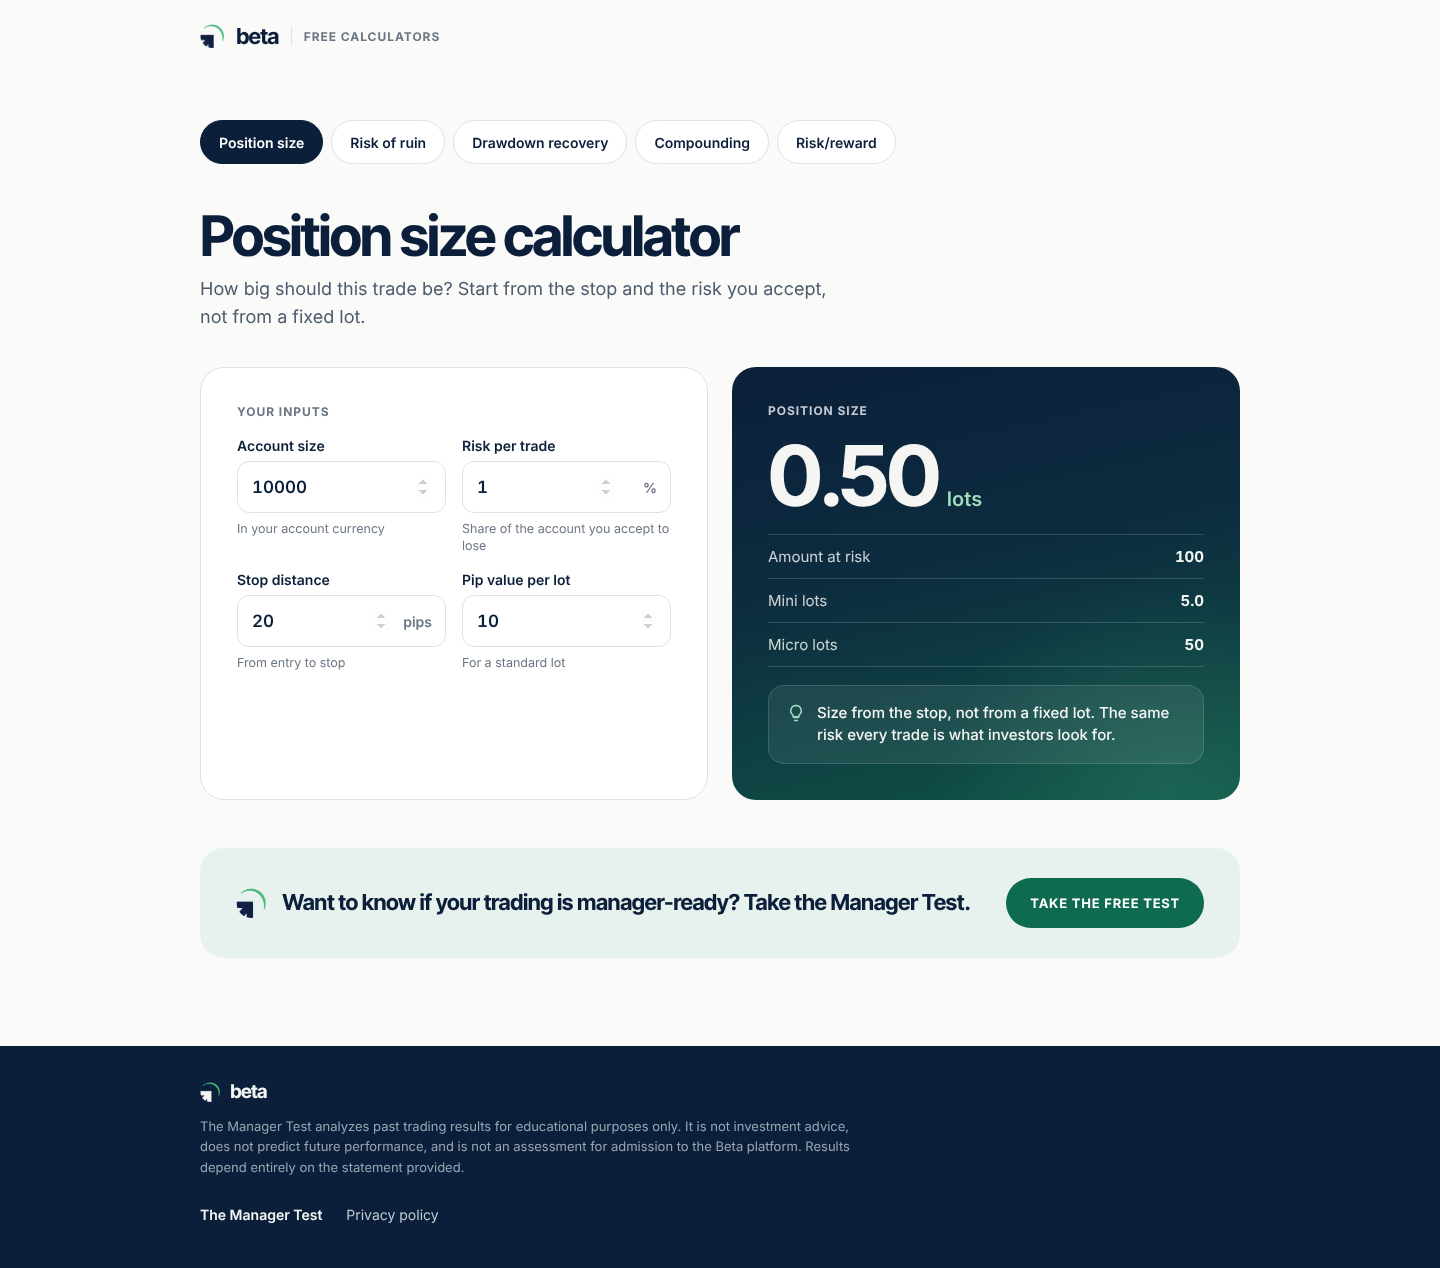 beta
FREE CALCULATORS
Position size
Risk of ruin
Drawdown recovery
Compounding
Risk/reward
Position size calculator
How big should this trade be? Start from the stop and the risk you accept,
not from a fixed lot.
YOUR INPUTS
Account size
10000
In your account currency
Risk per trade
1
%
Share of the account you accept to
lose
Stop distance
20
pips
From entry to stop
Pip value per lot
10
For a standard lot
POSITION SIZE
0.50 lots
Amount at risk 100
Mini lots 5.0
Micro lots 50
Size from the stop, not from a fixed lot. The same
risk every trade is what investors look for.
Want to know if your trading is manager-ready? Take the Manager Test.
TAKE THE FREE TEST
beta
The Manager Test analyzes past trading results for educational purposes only. It is not investment advice,
does not predict future performance, and is not an assessment for admission to the Beta platform. Results
depend entirely on the statement provided.
The Manager Test
Privacy policy